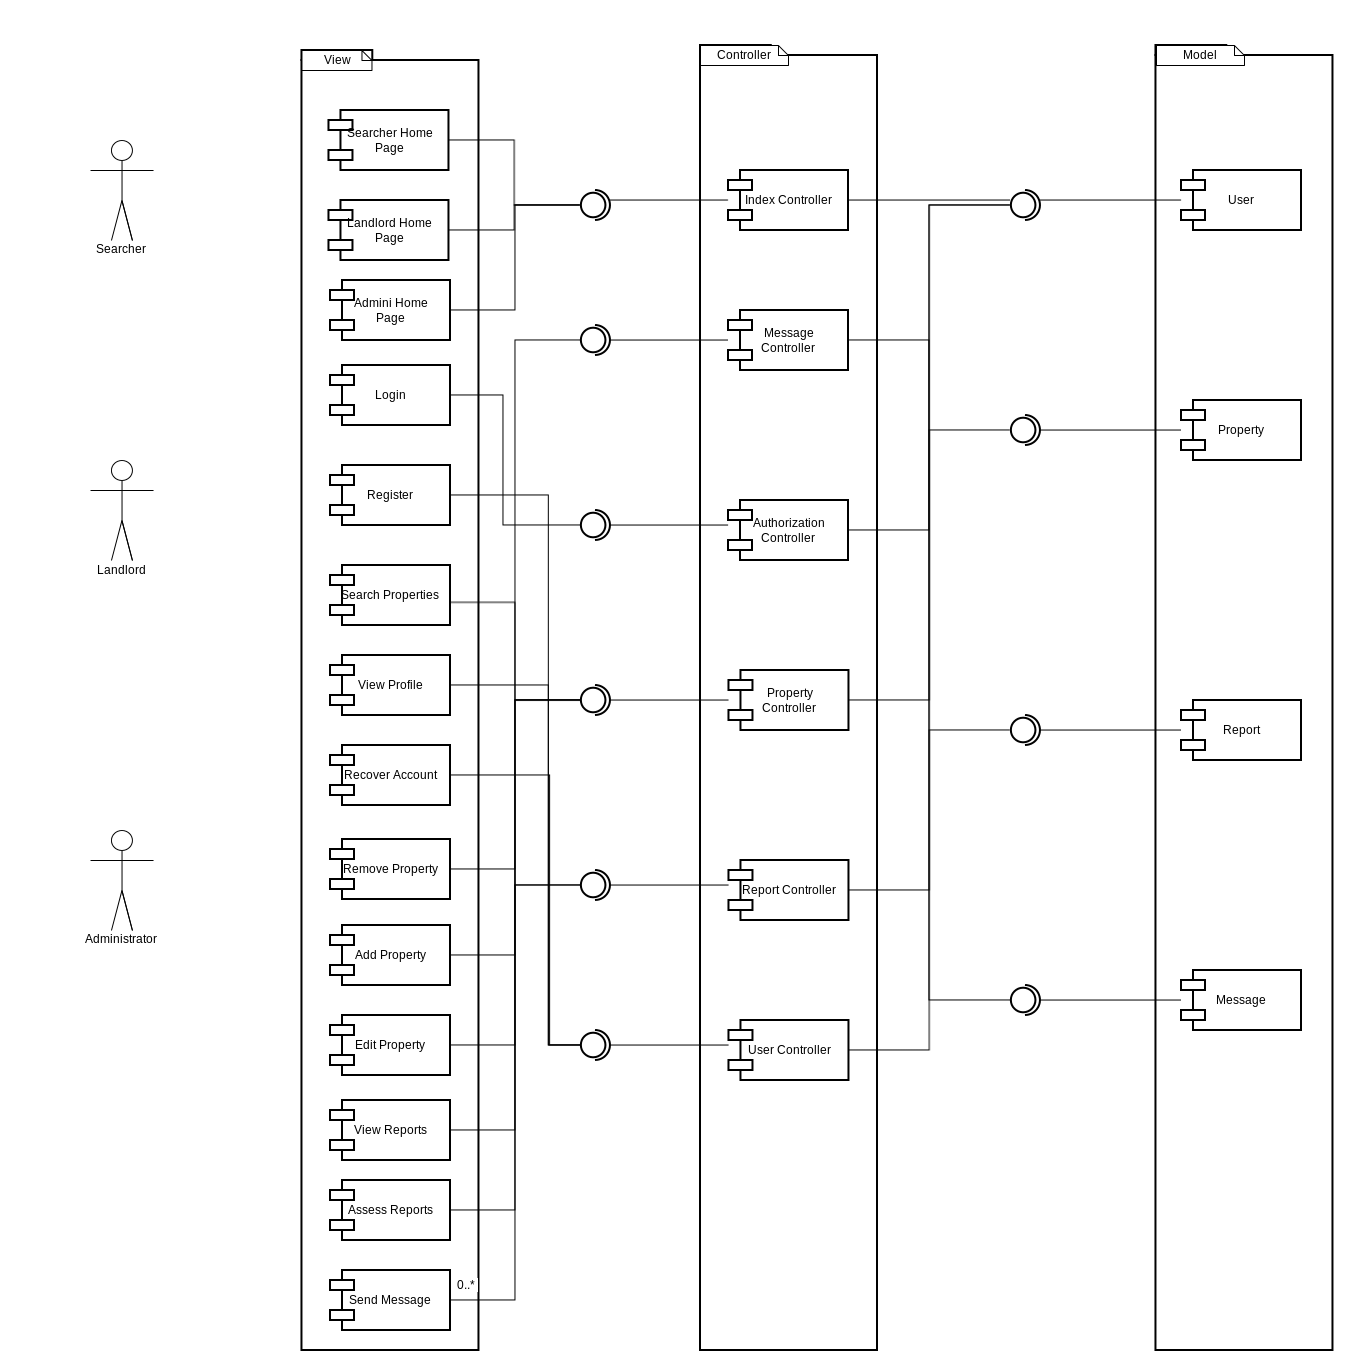 View
Controller
Model
Searcher Home
Page
Landlord Home
Page
Admini Home
Page
Login
Register
Search Properties
View Profile
Recover Account
Remove Property
Add Property
Edit Property
View Reports
Assess Reports
0..*
Send Message
Searcher
Landlord
Administrator
Index Controller
Message
Controller
Authorization
Controller
Property
Controller
Report Controller
User Controller
User
Property
Report
Message